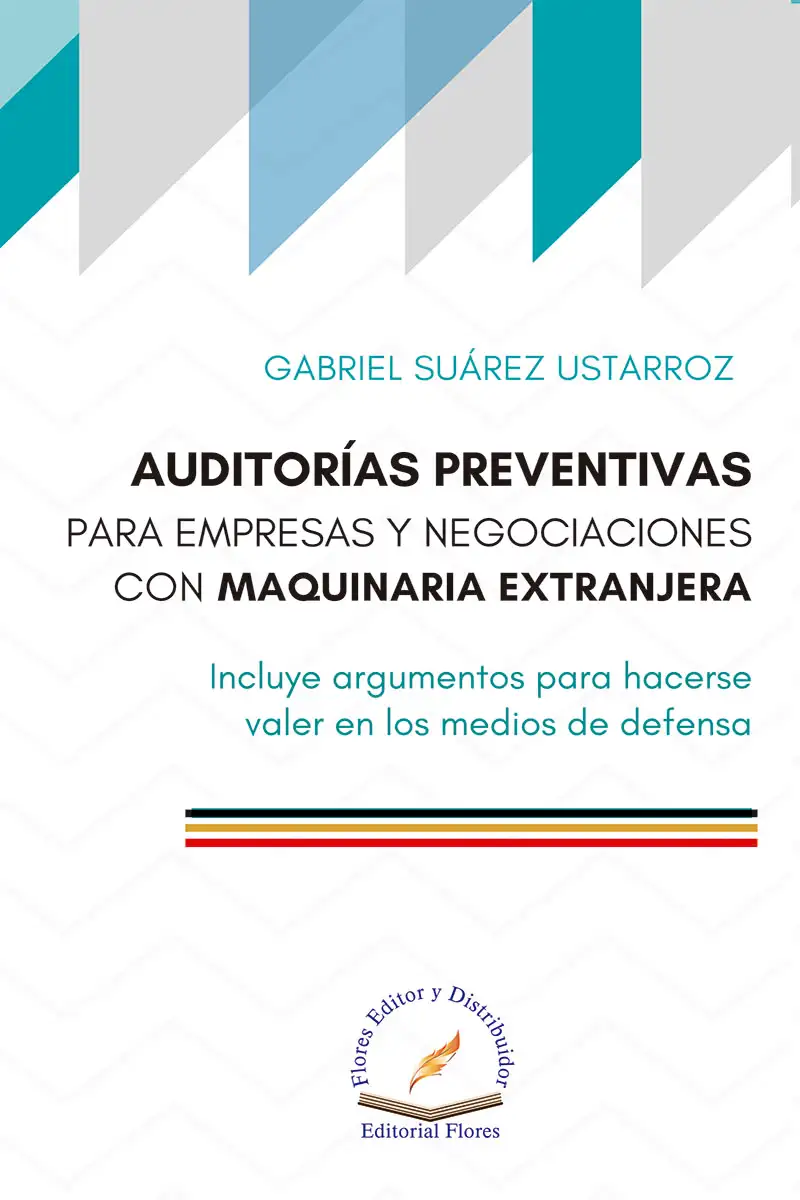 GABRIEL SUÁREZ USTARROZ
AUDITORÍAS PREVENTIVAS
PARA EMPRESAS Y NEGOCIACIONES
CON MAQUINARIA EXTRANJERA
Incluye argumentos para hacerse
valer en los medios de defensa
Flores Editor y Distribuidor
Editorial Flores